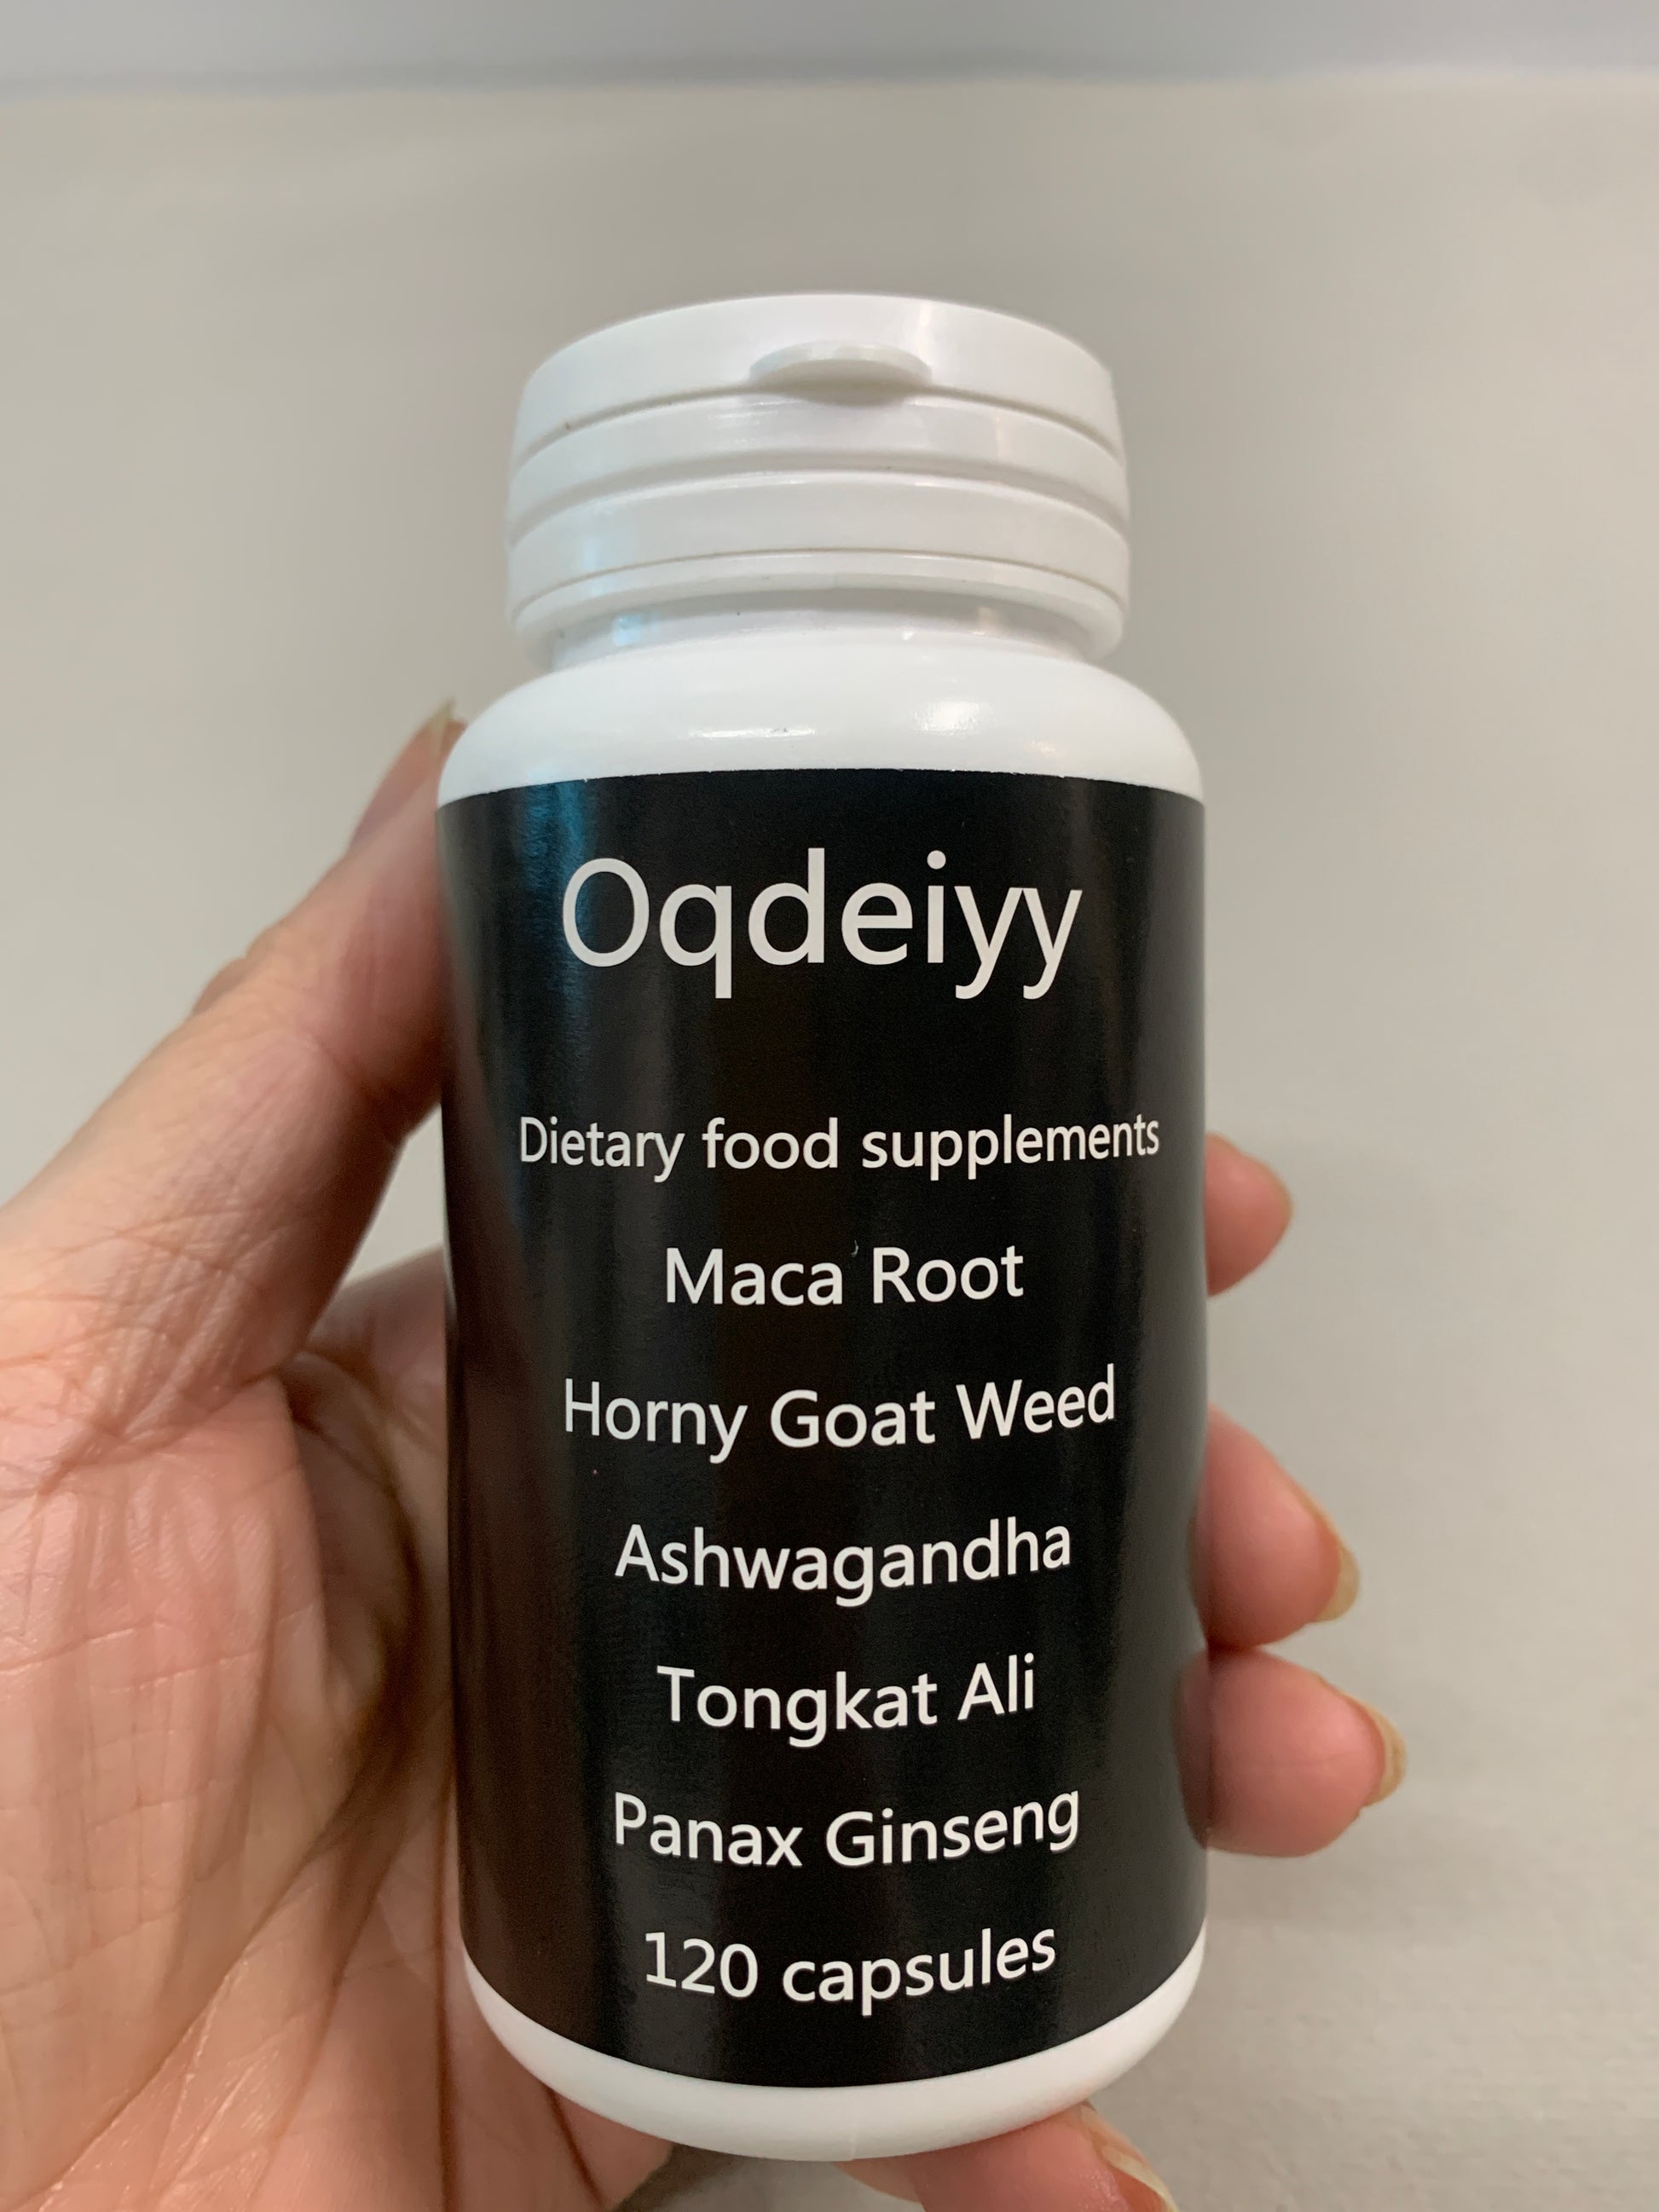 Oqdeiyy
Dietary food supplements
Maca Root
Horny Goat Weed
Ashwagandha
Tongkat Ali
Panax Ginseng
120 capsules